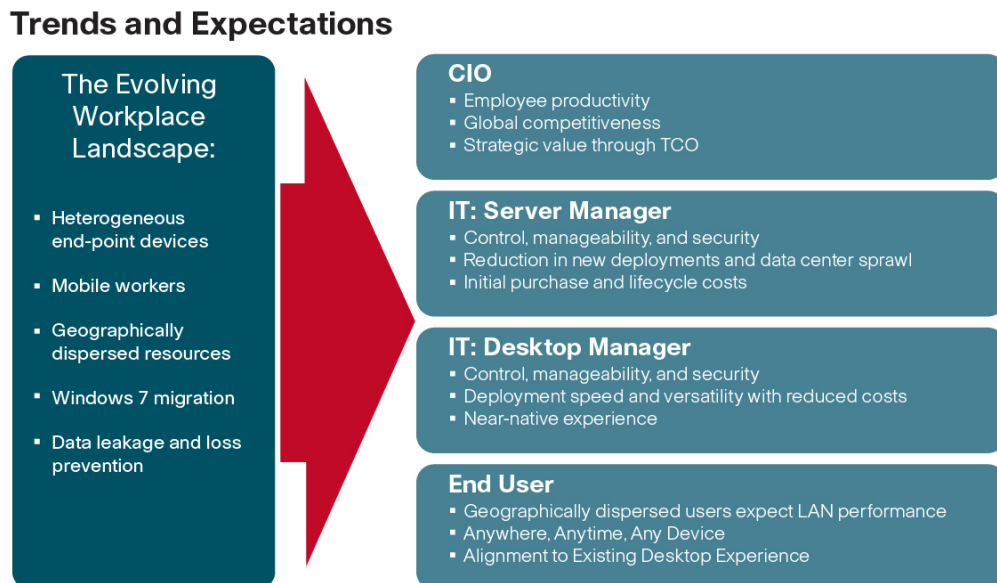 Trends and Expectations
The Evolving
Workplace
Landscape:
▪ Heterogeneous
end-point devices
▪ Mobile workers
▪ Geographically
dispersed resources
▪ Windows 7 migration
▪ Data leakage and loss
prevention
CIO
▪ Employee productivity
▪ Global competitiveness
▪ Strategic value through TCO
IT: Server Manager
▪ Control, manageability, and security
▪ Reduction in new deployments and data center sprawl
▪ Initial purchase and lifecycle costs
IT: Desktop Manager
▪ Control, manageability, and security
▪ Deployment speed and versatility with reduced costs
▪ Near-native experience
End User
▪ Geographically dispersed users expect LAN performance
▪ Anywhere, Anytime, Any Device
▪ Alignment to Existing Desktop Experience